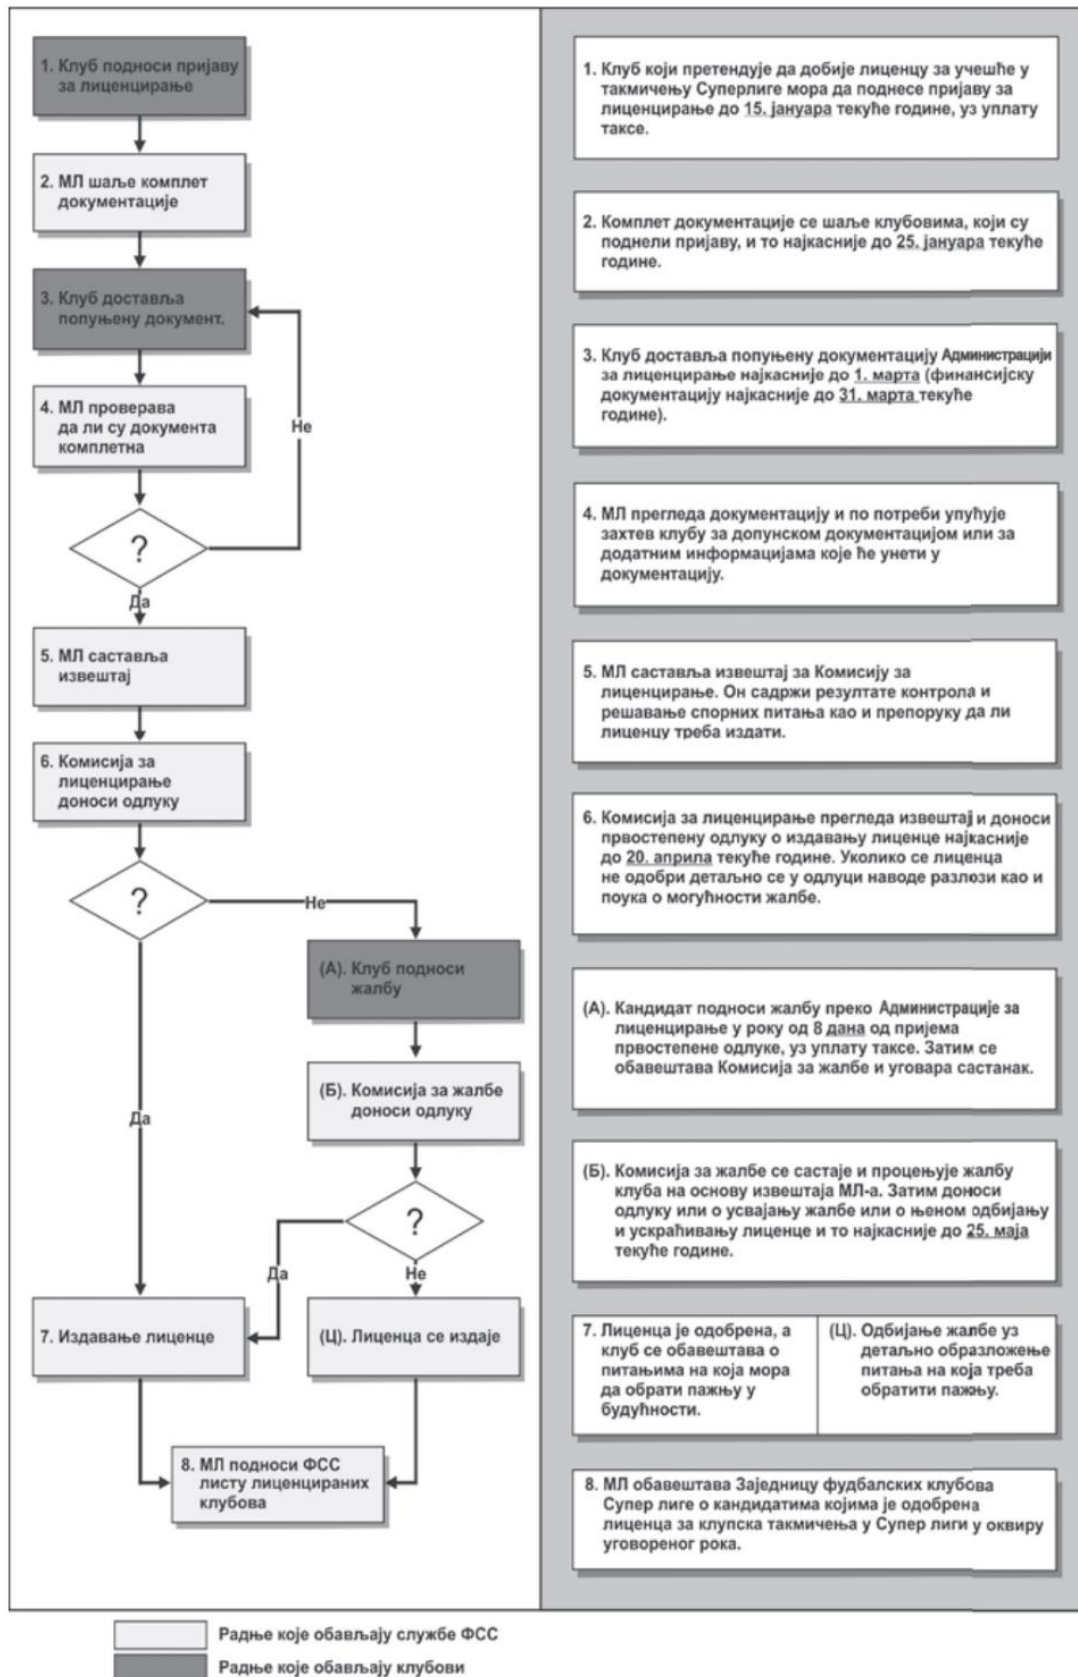 1. Клуб подноси пријаву
за лиценцирање
2. МЛ шаље комплет
документације
3. Клуб доставља
попуњену документ.
4. МЛ проверава
да ли су документа
комплетна
Не
?
Да
5. МЛ саставља
извештај
6. Комисија за
лиценцирање
доноси одлуку
?
Не
(А). Клуб подноси
жалбу
(Б). Комисија за жалбе
доноси одлуку
Да
?
Да
Не
7. Издавање лиценце
(Ц). Лиценца се издаје
8. МЛ подноси ФСС
листу лиценцираних
клубова
1. Клуб који претендује да добије лиценцу за учешће у
такмичењу Суперлиге мора да поднесе пријаву за
лиценцирање до 15. јануара текуће године, уз уплату
таксе.
2. Комплет документације се шаље клубовима, који су
поднели пријаву, и то најкасније до 25. јануара текуће
године.
3. Клуб доставља попуњену документацију Администрацији
за лиценцирање најкасније до 1. марта (финансијску
документацију најкасније до 31. марта текуће
године).
4. МЛ прегледа документацију и по потреби упућује
захтев клубу за допунском документацијом или за
додатним информацијама које ће унети у
документацију.
5. МЛ саставља извештај за Комисију за
лиценцирање. Он садржи резултате контрола и
решавање спорних питања као и препоруку да ли
лиценцу треба издати.
6. Комисија за лиценцирање прегледа извештај и доноси
првостепену одлуку о издавању лиценце најкасније
до 20. априла текуће године. Уколико се лиценца
не одобри детаљно се у одлуци наводе разлози као и
поука о могућности жалбе.
(А). Кандидат подноси жалбу преко Администрације за
лиценцирање у року од 8 дана од пријема
првостепене одлуке, уз уплату таксе. Затим се
обавештава Комисија за жалбе и уговара састанак.
(Б). Комисија за жалбе се састаје и процењује жалбу
клуба на основу извештаја МЛ-а. Затим доноси
одлуку или о усвајању жалбе или о њеном одбијању
и ускраћивању лиценце и то најкасније до 25. маја
текуће године.
7. Лиценца је одобрена, а
клуб се обавештава о
питањима на која мора
да обрати пажњу у
будућности.
(Ц). Одбијање жалбе уз
детаљно образложење
питања на која треба
обратити пажњу.
8. МЛ обавештава Заједницу фудбалских клубова
Супер лиге о кандидатима којима је одобрена
лиценца за клупска такмичења у Супер лиги у оквиру
уговореног рока.
Радње које обављају службе ФСС
Радње које обављају клубови